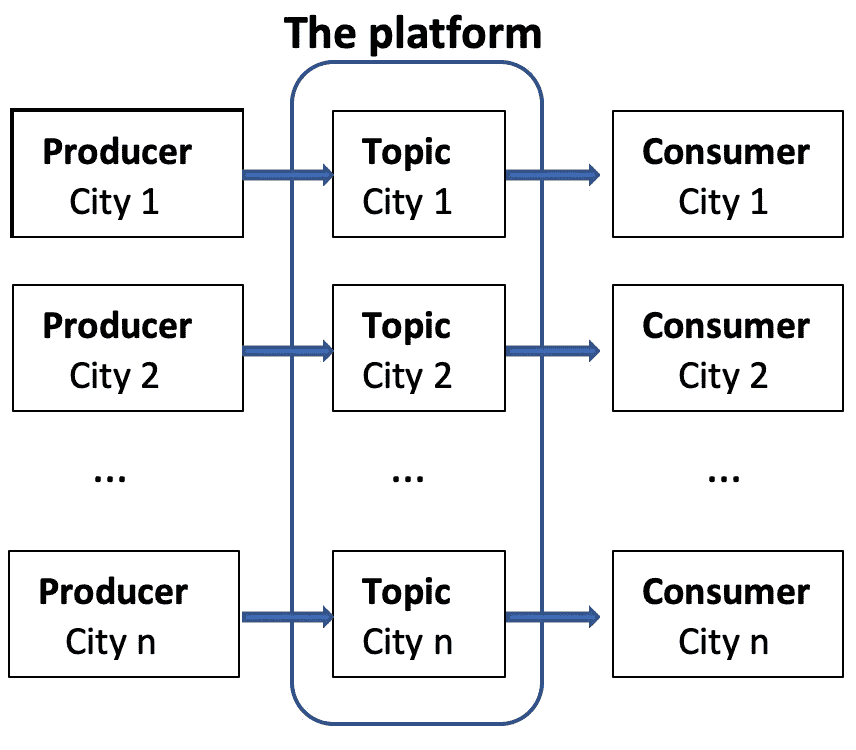 The platform
Producer
City 1
Topic
City 1
Consumer
City 1
Producer
City 2
Topic
City 2
Consumer
City 2
...
...
...
Producer
City n
Topic
City n
Consumer
City n